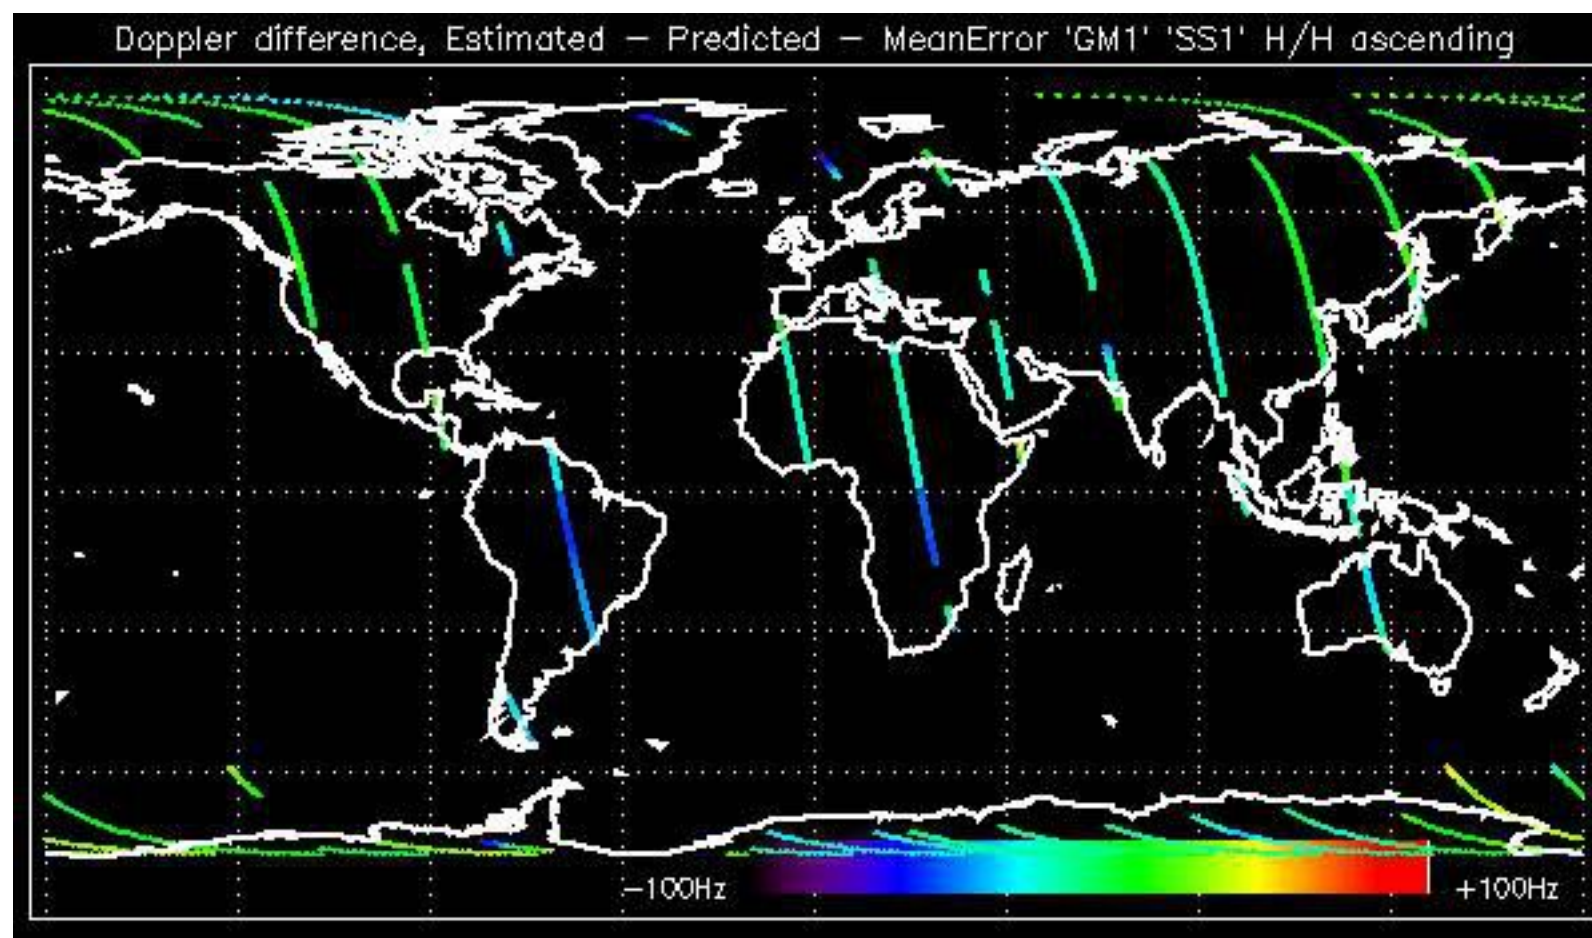 Doppler difference, Estimated – Predicted – MeanError 'GM1' 'SS1' H/H ascending
-100Hz
+100Hz